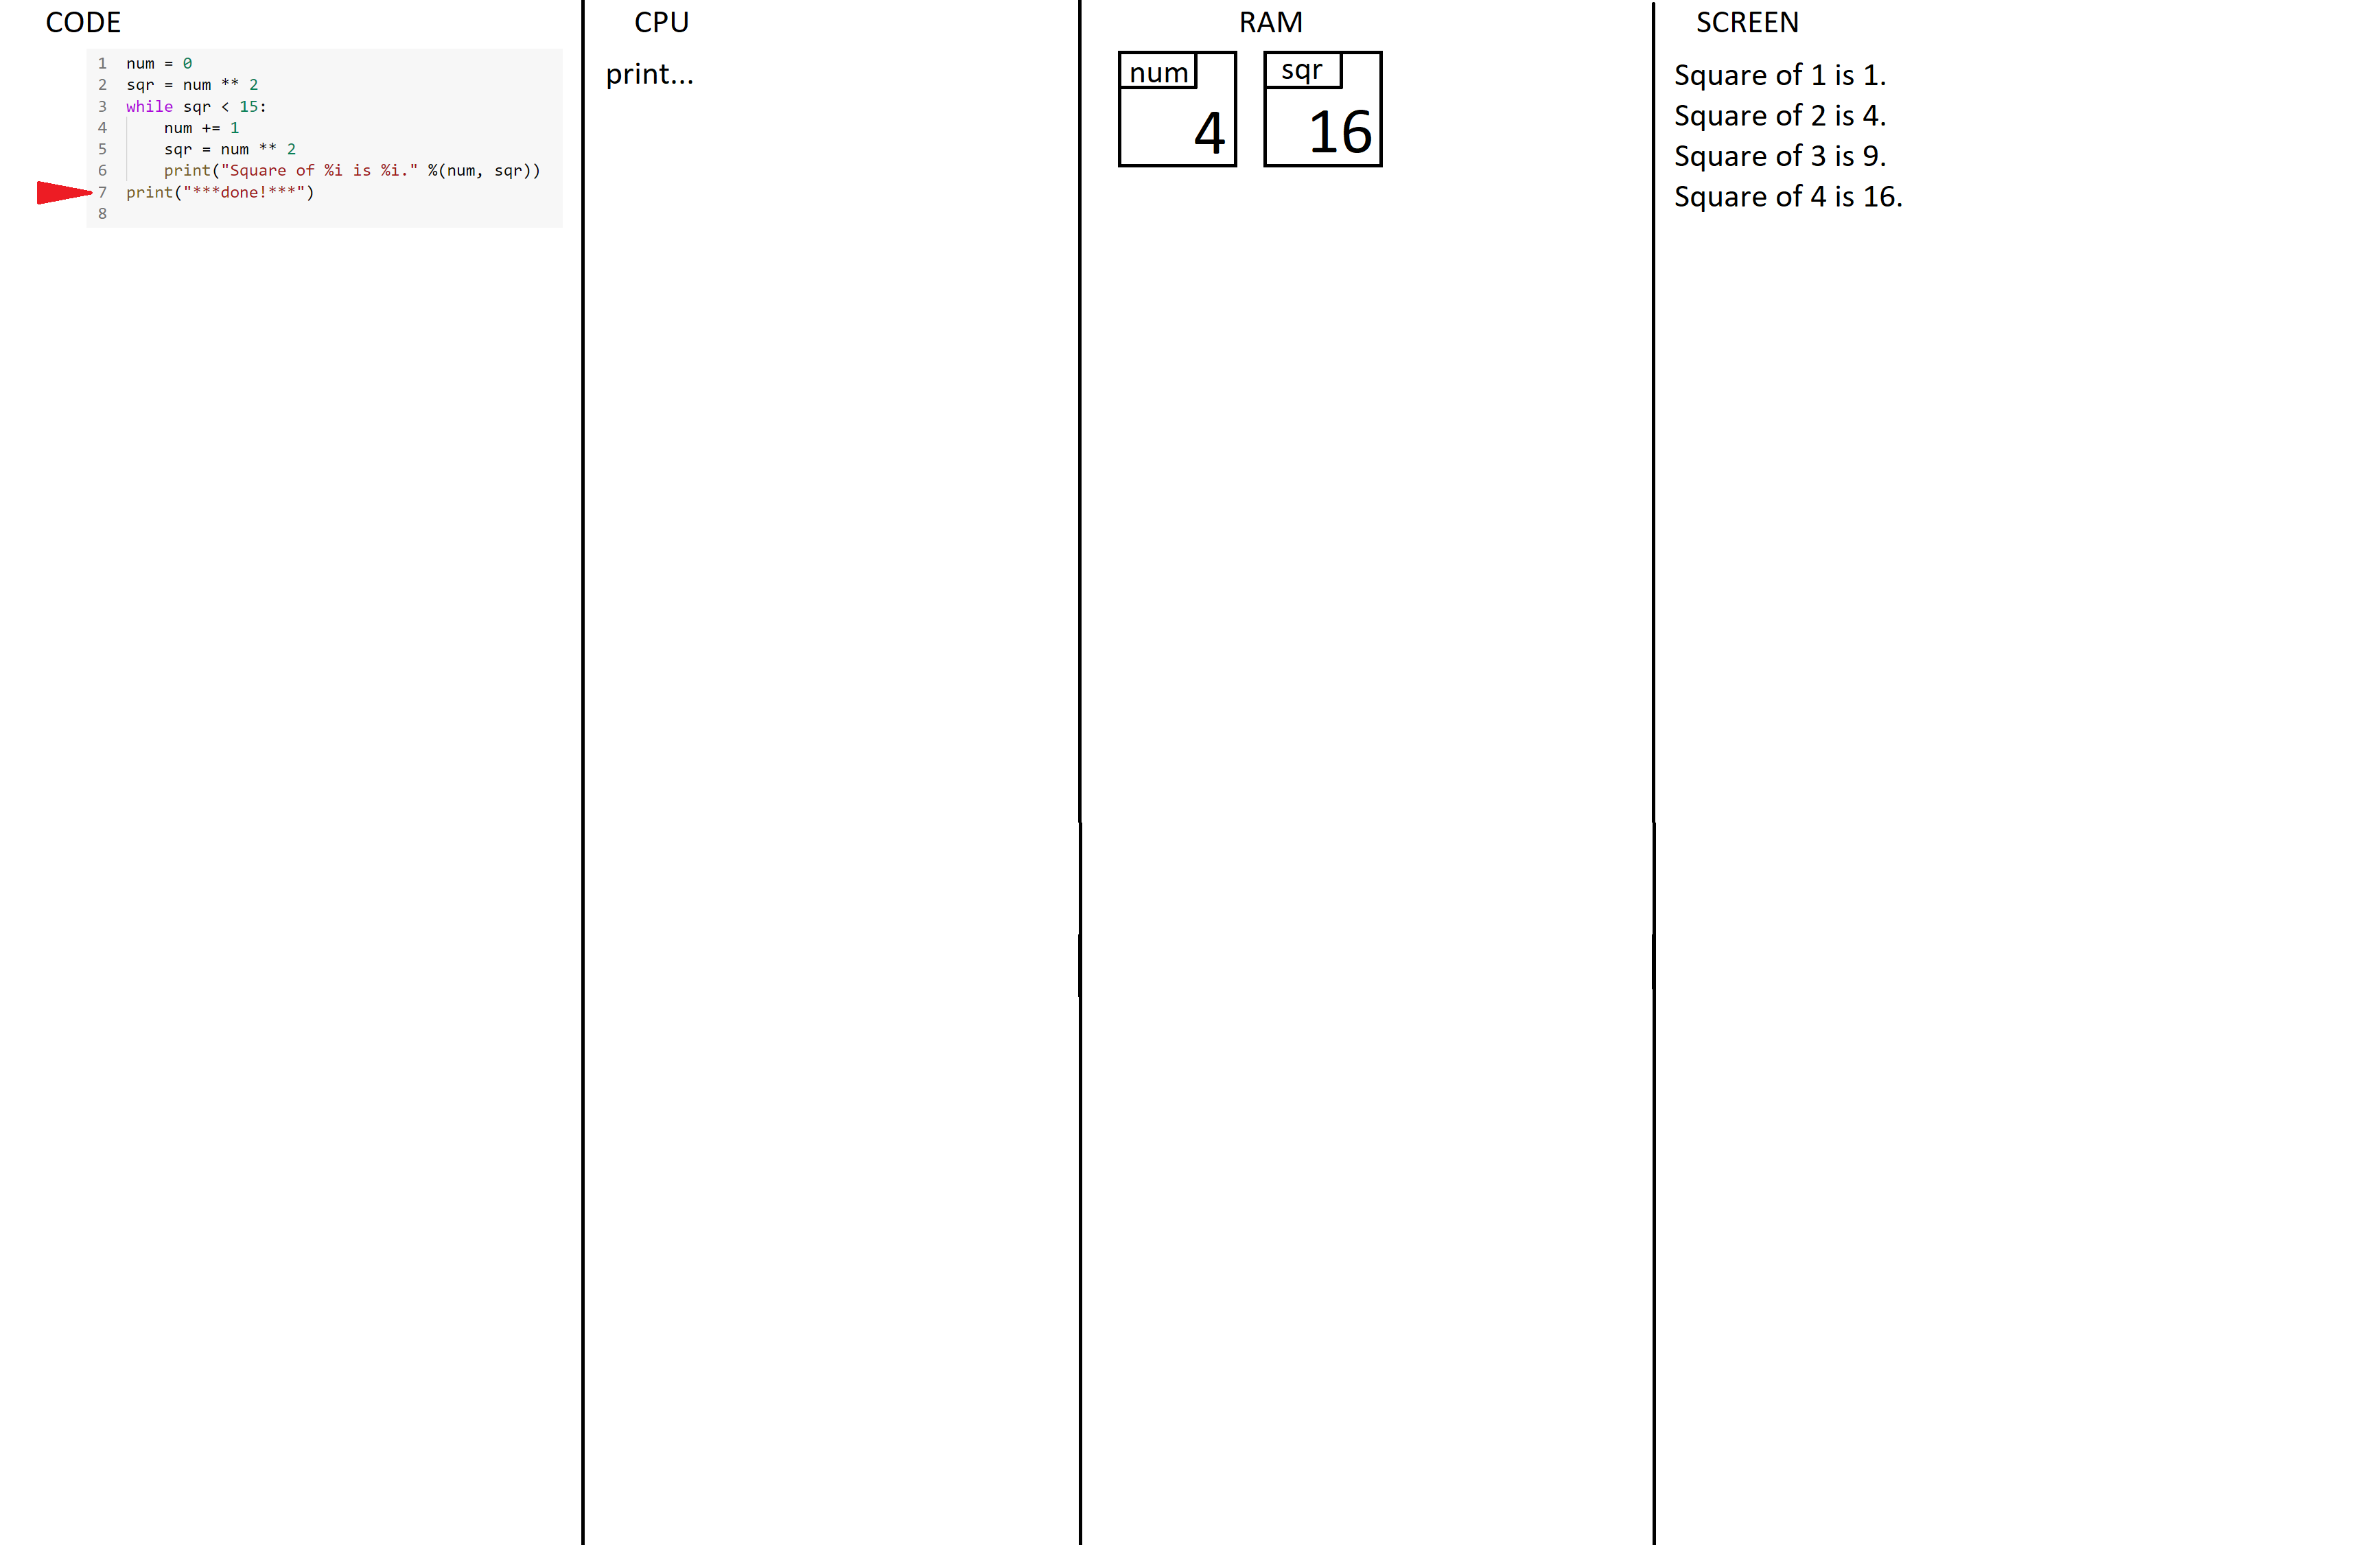 CODE
1 num = 0
2 sqr = num ** 2
3 while sqr < 15:
4     num += 1
5     sqr = num ** 2
6     print("Square of %i is %i." %(num, sqr))
7 print("***done!***")
8
CPU
print...
RAM
num
4
sqr
16
SCREEN
Square of 1 is 1.
Square of 2 is 4.
Square of 3 is 9.
Square of 4 is 16.